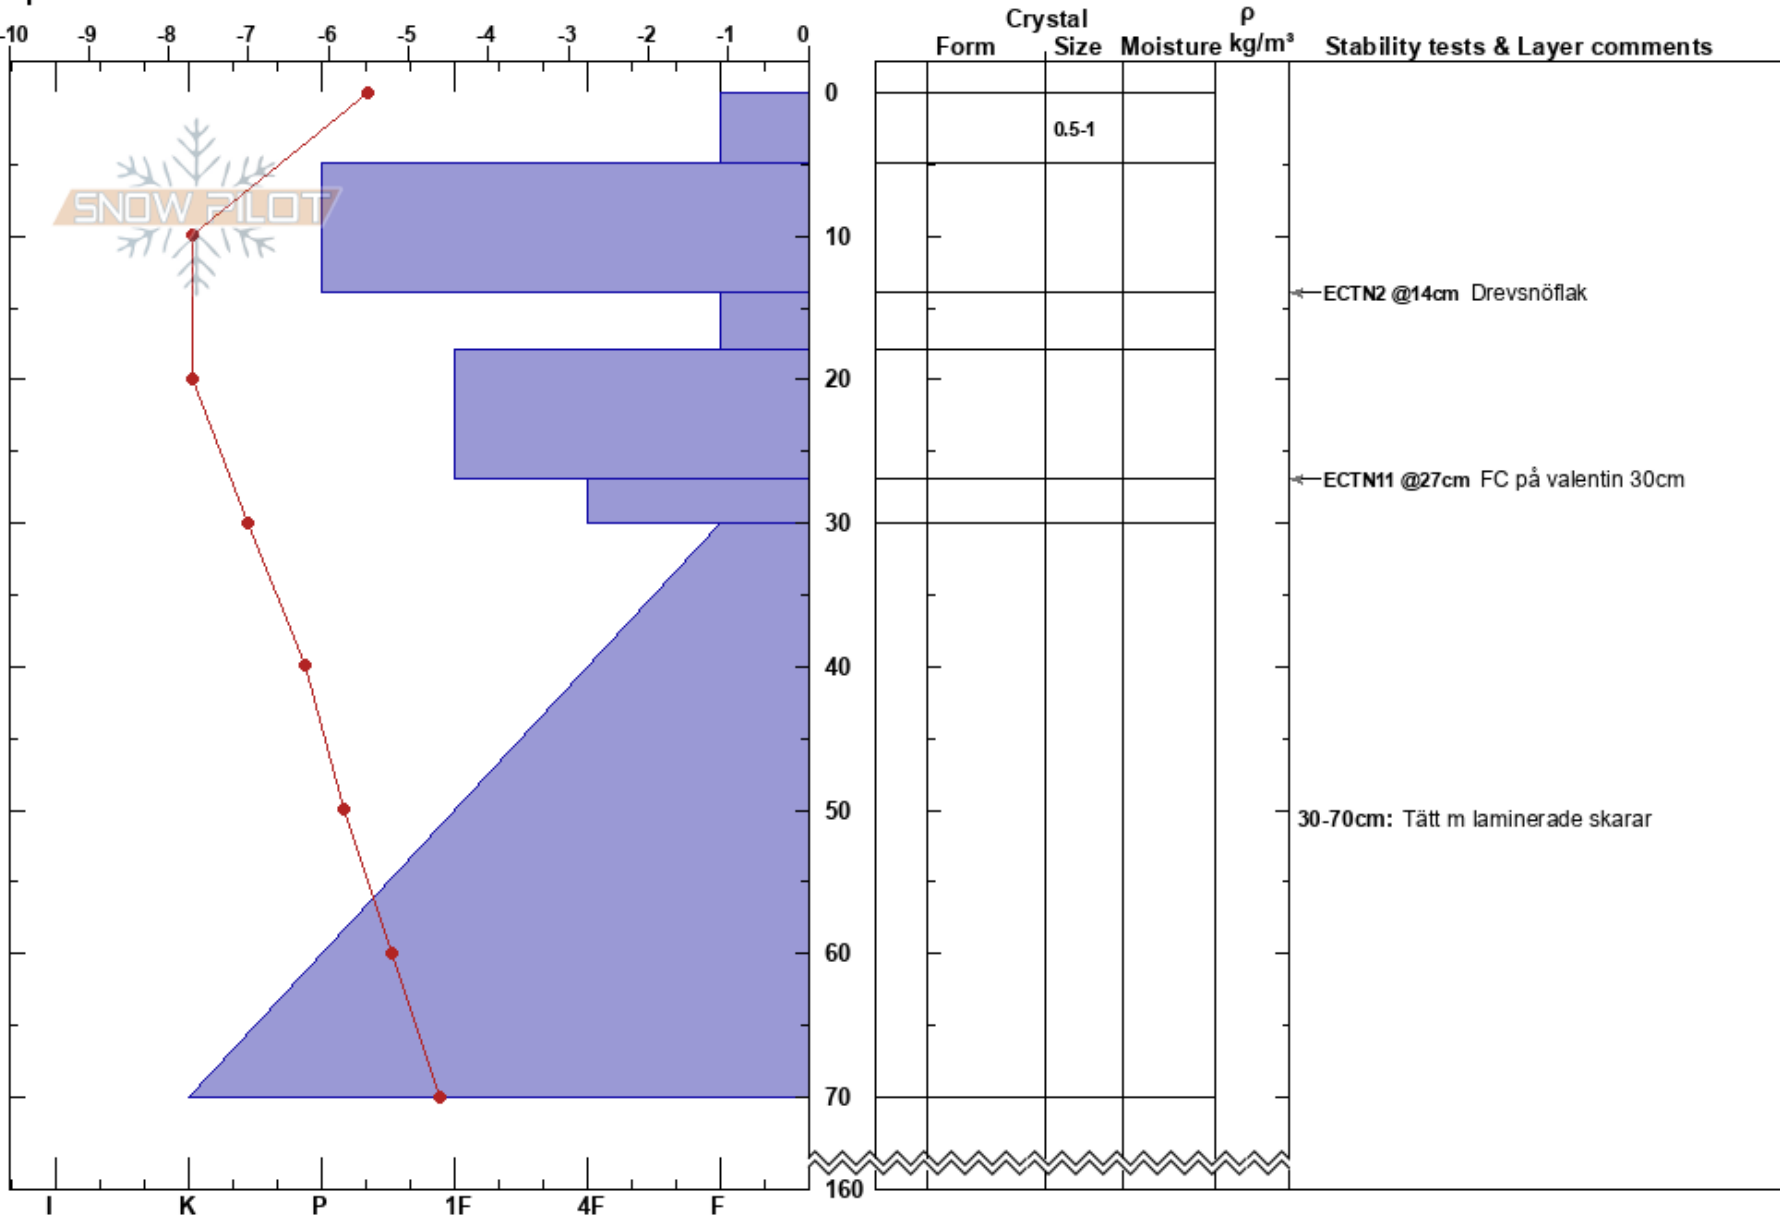 -10 -9 -8 -7 -6 -5 -4 -3 -2 -1 0
Crystal ρ
Form Size Moisture kg/m³ Stability tests & Layer comments
0
0.5-1
SNOW PILOT
10
ECTN2 @14cm Drevsnöflak
20
ECTN11 @27cm FC på valentin 30cm
30
40
50
30-70cm: Tätt m laminerade skarar
60
70
160
I K P 1F 4F F